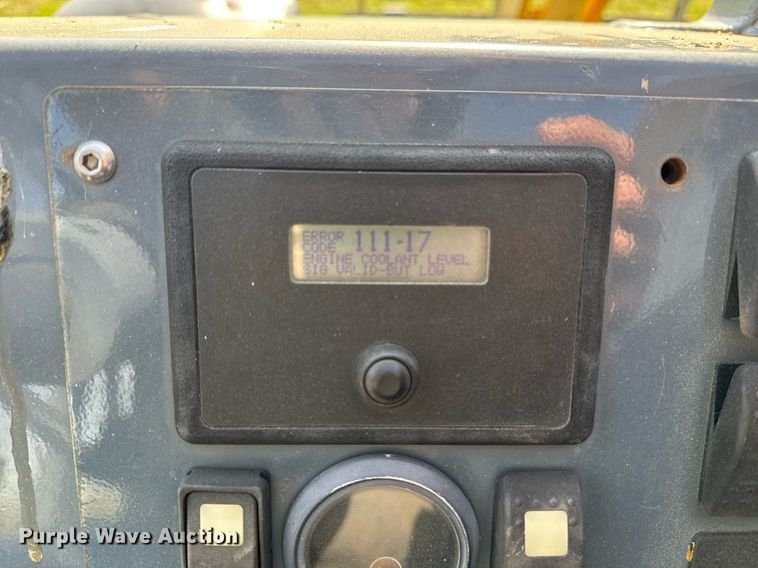 ERROR CODE 111-17
ENGINE COOLANT LEVEL
SIG VALID-BUT LOW
Purple Wave Auction